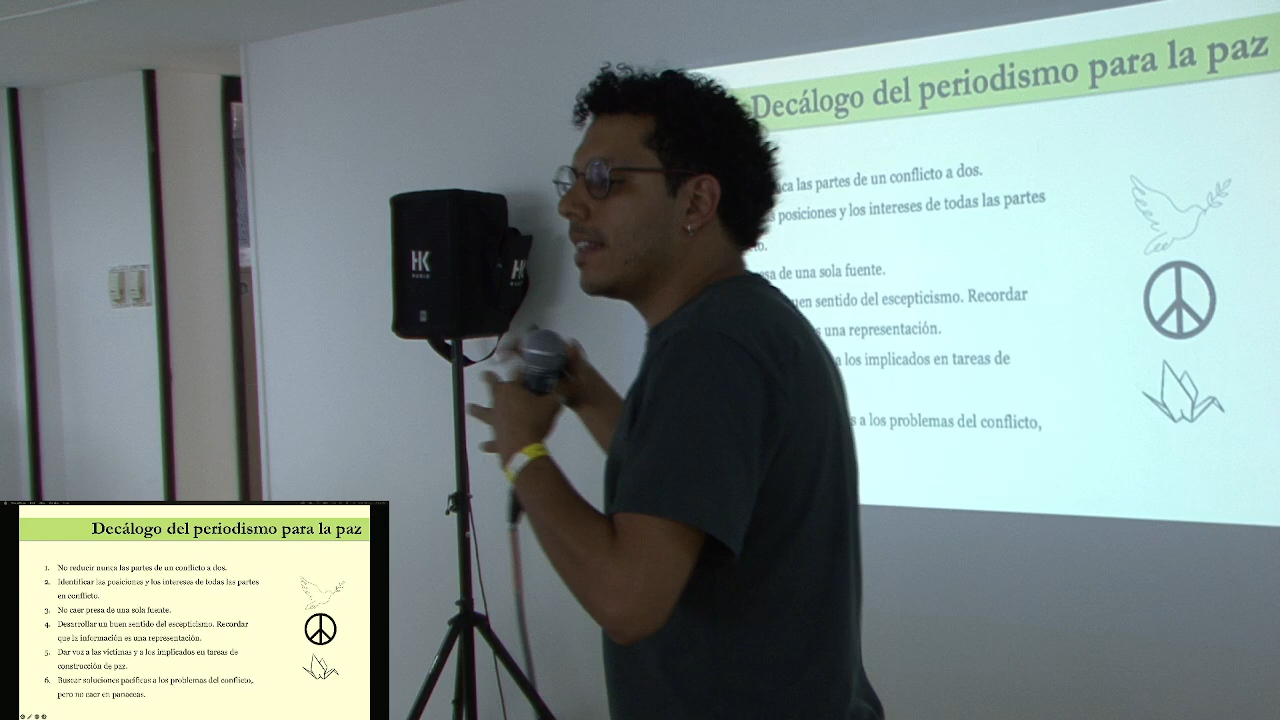 Decálogo del periodismo para la paz
ca las partes de un conflicto a dos.
posiciones y los intereses de todas las partes
to.
sa de una sola fuente.
en sentido del escepticismo. Recordar
s una representación.
a los implicados en tareas de
s a los problemas del conflicto,
HK
AUDIO
HK
Decálogo del periodismo para la paz
1. No reducir nunca las partes de un conflicto a dos.
2. Identificar las posiciones y los intereses de todas las partes
en conflicto.
3. No caer presa de una sola fuente.
4. Desarrollar un buen sentido del escepticismo. Recordar
que la información es una representación.
5. Dar voz a las víctimas y a los implicados en tareas de
construcción de paz.
6. Buscar soluciones pacíficas a los problemas del conflicto,
pero no caer en panaceas.